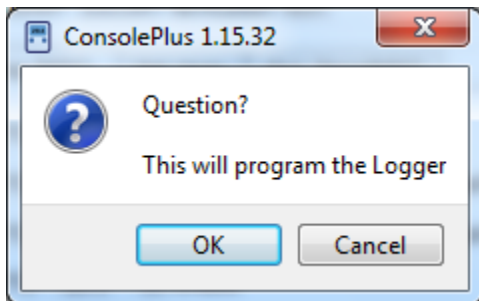 ConsolePlus 1.15.32
Question?
This will program the Logger
OK
Cancel